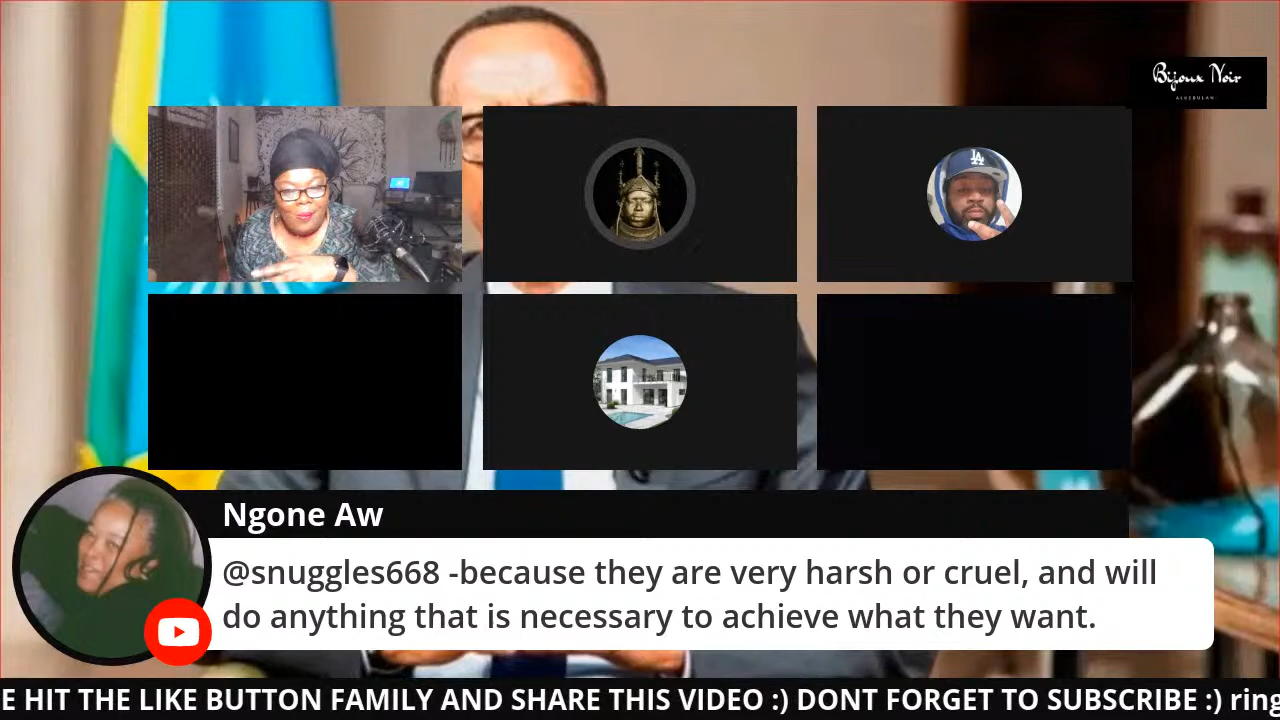 Bijoux Noir
ALKEBULAN
LA
Ngone Aw
@snuggles668 -because they are very harsh or cruel, and will
do anything that is necessary to achieve what they want.
E HIT THE LIKE BUTTON FAMILY AND SHARE THIS VIDEO :) DONT FORGET TO SUBSCRIBE :) ring